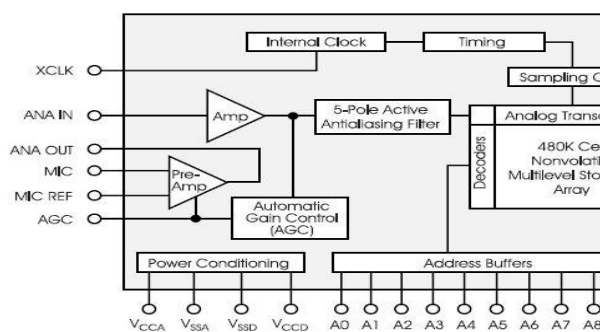 Internal Clock
Timing
XCLK
Sampling C
ANA IN
Amp
5-Pole Active
Antialiasing Filter
Analog Transc
ANA OUT
MIC
Pre-
Amp
MIC REF
AGC
Automatic
Gain Control
(AGC)
Decoders
480K Ce
Nonvolati
Multilevel Sto
Array
Power Conditioning
Address Buffers
VCCA VSSA VSSD VCCD A0 A1 A2 A3 A4 A5 A6 A7 A8